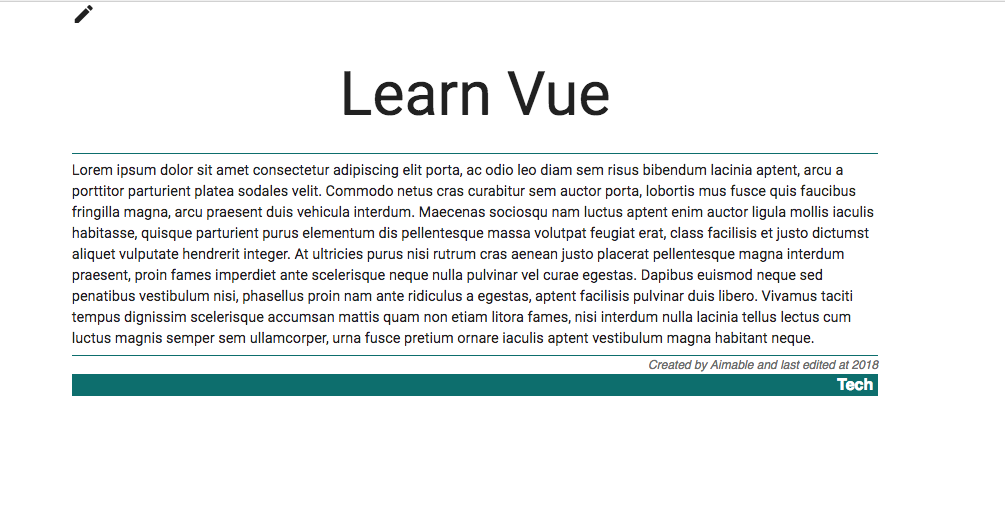 Learn Vue
Lorem ipsum dolor sit amet consectetur adipiscing elit porta, ac odio leo diam sem risus bibendum lacinia aptent, arcu a
porttitor parturient platea sodales velit. Commodo netus cras curabitur sem auctor porta, lobortis mus fusce quis faucibus
fringilla magna, arcu praesent duis vehicula interdum. Maecenas sociosqu nam luctus aptent enim auctor ligula mollis iaculis
habitasse, quisque parturient purus elementum dis pellentesque massa volutpat feugiat erat, class facilisis et justo dictumst
aliquet vulputate hendrerit integer. At ultricies purus nisi rutrum cras aenean justo placerat pellentesque magna interdum
praesent, proin fames imperdiet ante scelerisque neque nulla pulvinar vel curae egestas. Dapibus euismod neque sed
penatibus vestibulum nisi, phasellus proin nam ante ridiculus a egestas, aptent facilisis pulvinar duis libero. Vivamus taciti
tempus dignissim scelerisque accumsan mattis quam non etiam litora fames, nisi interdum nulla lacinia tellus lectus cum
luctus magnis semper sem ullamcorper, urna fusce pretium ornare iaculis aptent vestibulum magna habitant neque.
Created by Aimable and last edited at 2018
Tech